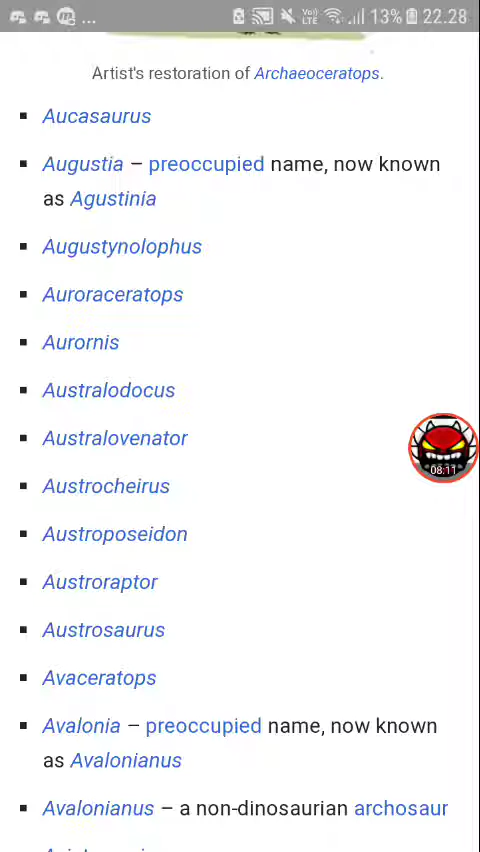 ... Vo)) LTE 13% 22.28
Artist's restoration of Archaeoceratops.
Aucasaurus
Augustia – preoccupied name, now known
as Agustinia
Augustynolophus
Auroraceratops
Aurornis
Australodocus
Australovenator
08:11
Austrocheirus
Austroposeidon
Austroraptor
Austrosaurus
Avaceratops
Avalonia – preoccupied name, now known
as Avalonianus
Avalonianus – a non-dinosaurian archosaur